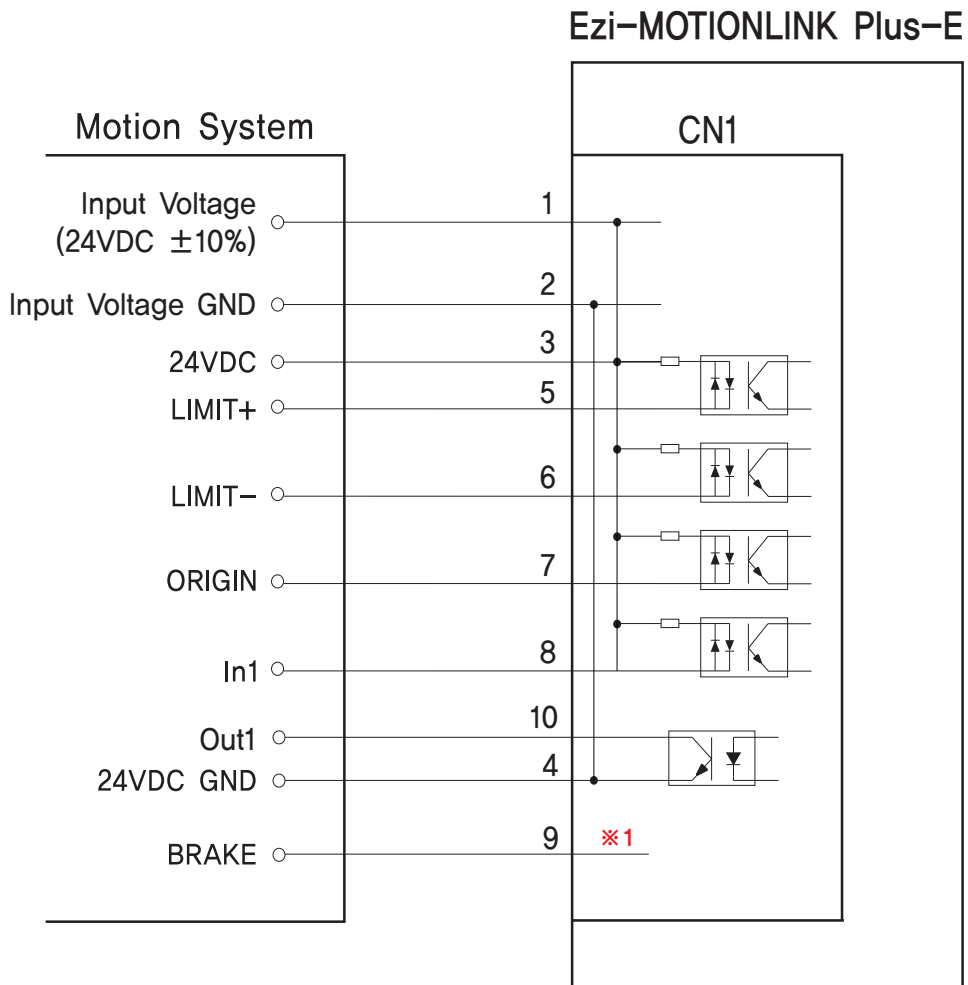 Ezi-MOTIONLINK Plus-E
Motion System
CN1
Input Voltage
(24VDC ±10%)
1
Input Voltage GND
2
24VDC
3
LIMIT+
5
LIMIT-
6
ORIGIN
7
In1
8
Out1
10
24VDC GND
4
BRAKE
9
※1